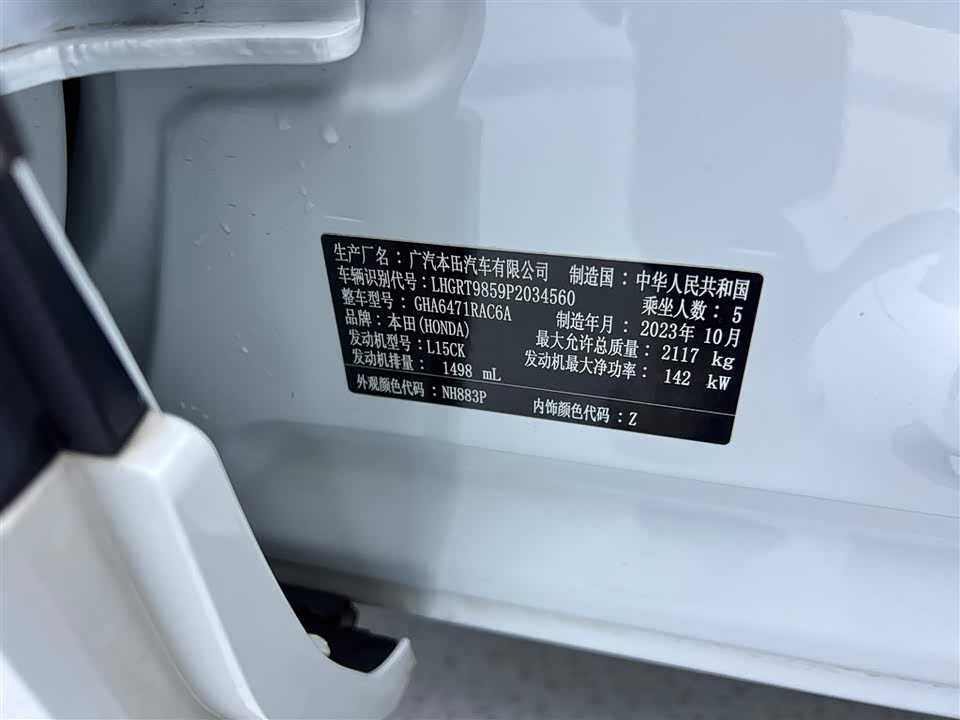 生产厂名：广汽本田汽车有限公司 制造国：中华人民共和国
车辆识别代号：LHGRT9859P2034560 乘坐人数：5
整车型号：GHA6471RAC6A 制造年月：2023年10月
品牌：本田(HONDA) 最大允许总质量：2117 kg
发动机型号：L15CK 发动机最大净功率：142 kW
发动机排量：1498 mL
外观颜色代码：NH883P 内饰颜色代码：Z